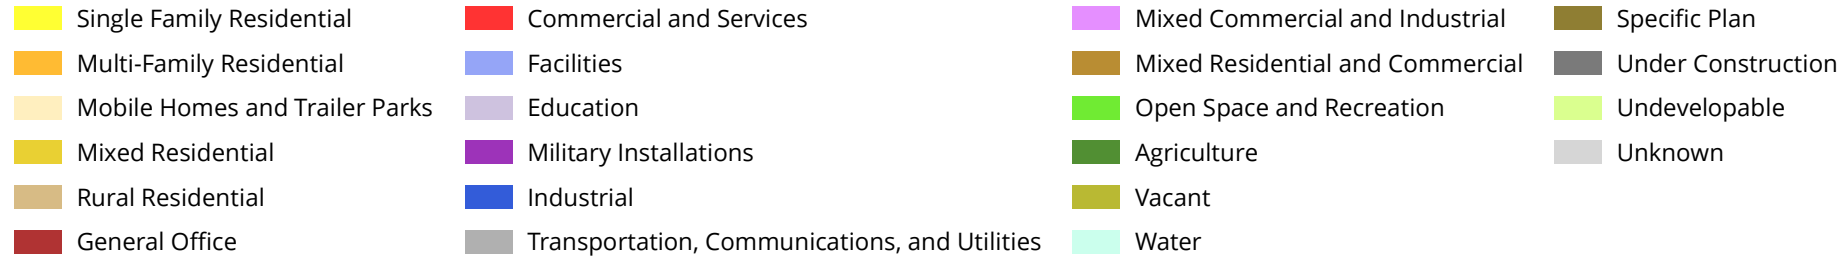 Single Family Residential
Multi-Family Residential
Mobile Homes and Trailer Parks
Mixed Residential
Rural Residential
General Office
Commercial and Services
Facilities
Education
Military Installations
Industrial
Transportation, Communications, and Utilities
Mixed Commercial and Industrial
Mixed Residential and Commercial
Open Space and Recreation
Agriculture
Vacant
Water
Specific Plan
Under Construction
Undevelopable
Unknown